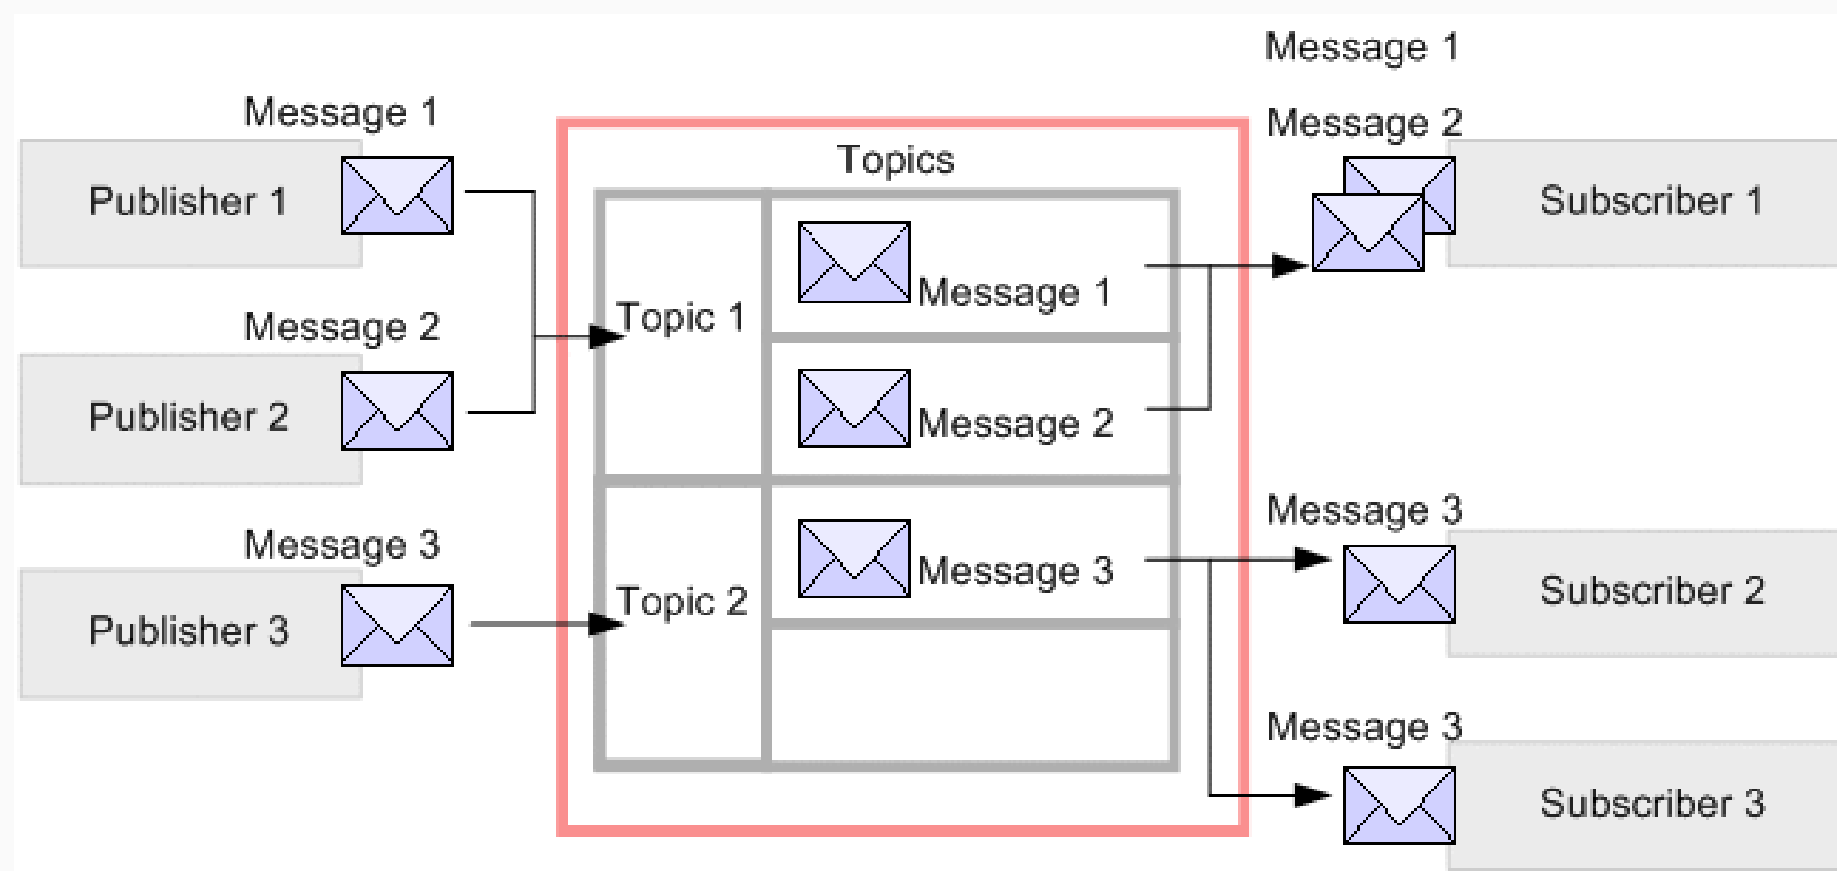 Message 1
Publisher 1
Message 2
Publisher 2
Message 3
Publisher 3
Topics
Topic 1
Message 1
Message 2
Topic 2
Message 3
Message 1
Message 2
Subscriber 1
Message 3
Subscriber 2
Message 3
Subscriber 3